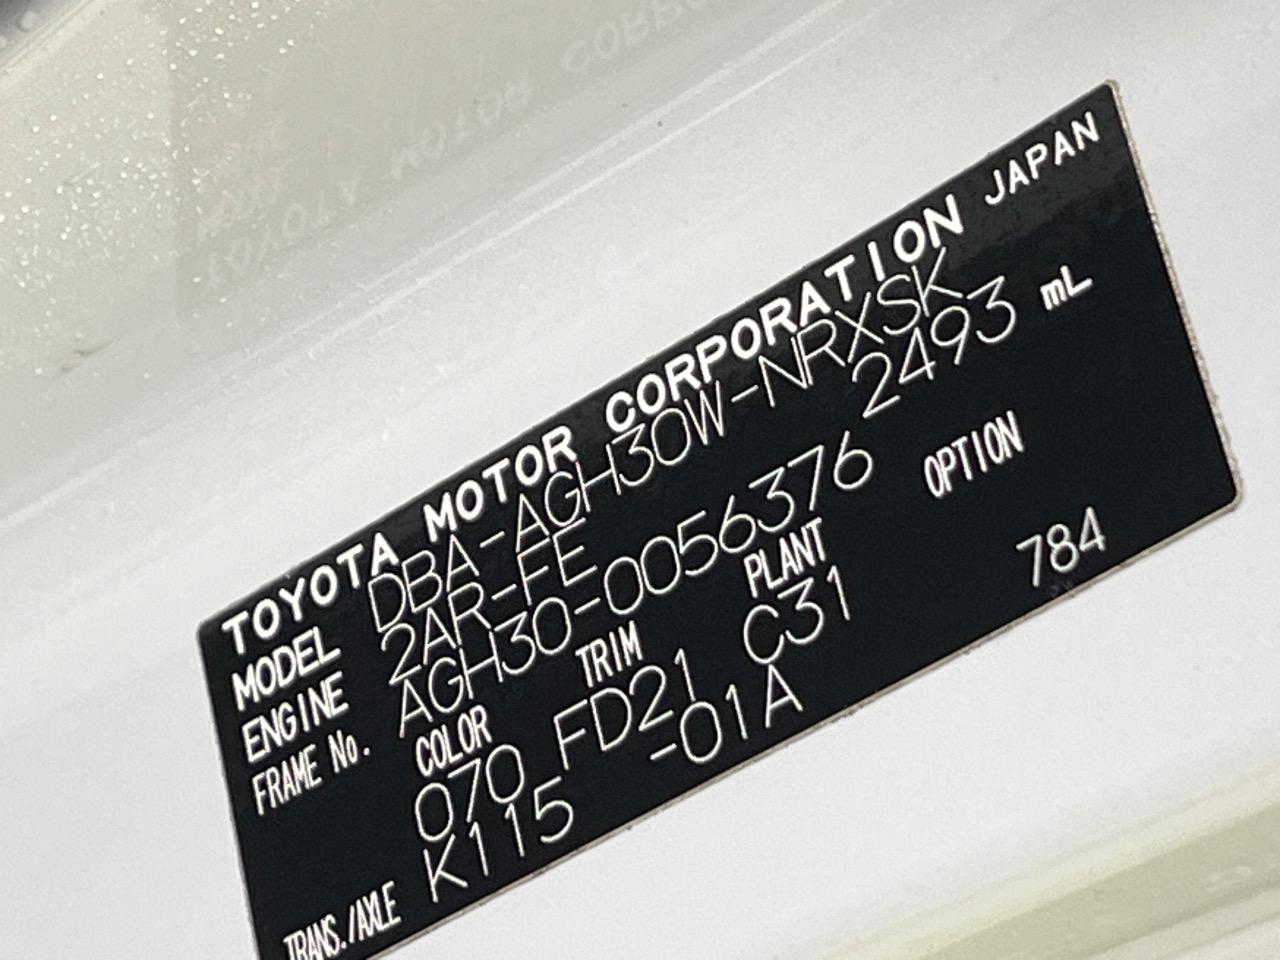 TOYOTA MOTOR CORPORATION JAPAN
MODEL DBA-AGH30W-NRXSK
ENGINE 2AR-FE 2493 mL
FRAME No. AGH30-0056376
COLOR TRIM PLANT OPTION
070 FD21 C31 784
TRANS./AXLE K115 -01A